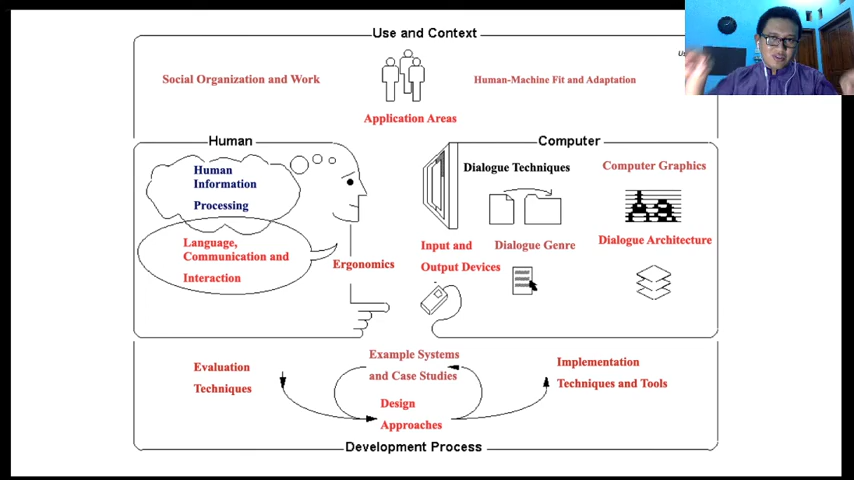 Use and Context
Us
Social Organization and Work
Human-Machine Fit and Adaptation
Application Areas
Human
Computer
Human
Information
Processing
Language,
Communication and
Interaction
Ergonomics
Dialogue Techniques
Computer Graphics
Input and
Output Devices
Dialogue Genre
Dialogue Architecture
Evaluation
Techniques
Example Systems
and Case Studies
Design
Approaches
Implementation
Techniques and Tools
Development Process